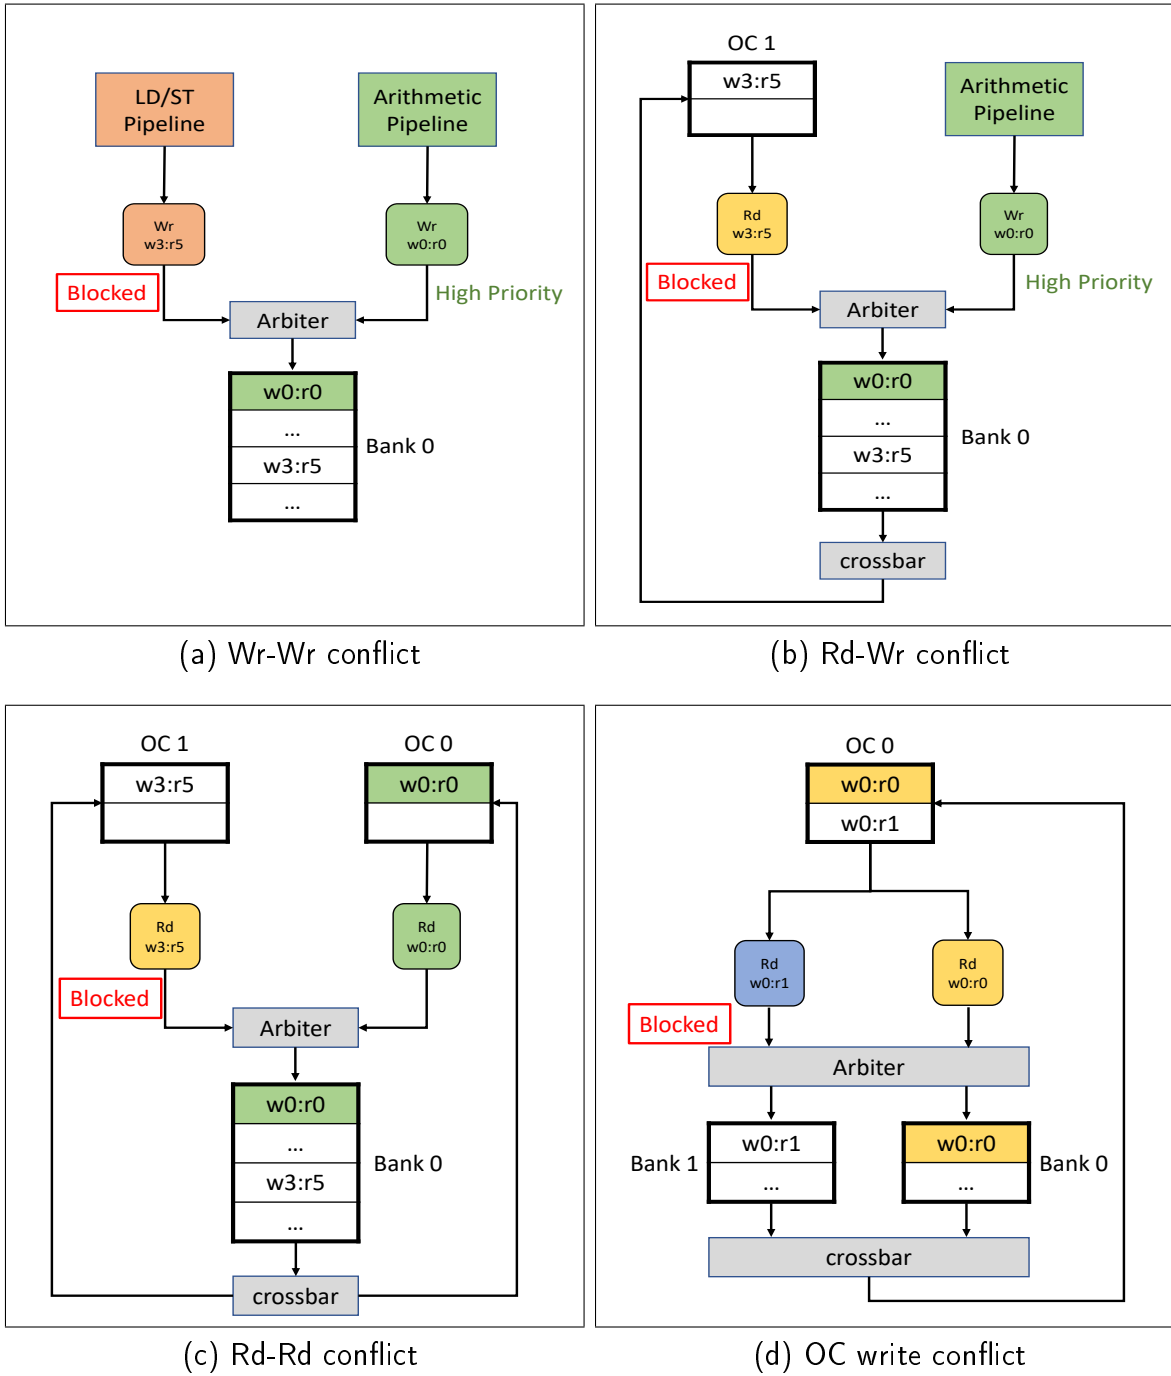 LD/ST
Pipeline
Arithmetic
Pipeline
Wr
w3:r5
Wr
w0:r0
Blocked
High Priority
Arbiter
w0:r0
...
w3:r5
...
Bank 0
(a) Wr-Wr conflict
OC 1
w3:r5
Arithmetic
Pipeline
Rd
w3:r5
Wr
w0:r0
Blocked
High Priority
Arbiter
w0:r0
...
w3:r5
...
Bank 0
crossbar
(b) Rd-Wr conflict
OC 1
OC 0
w3:r5
w0:r0
Rd
w3:r5
Rd
w0:r0
Blocked
Arbiter
w0:r0
...
w3:r5
...
Bank 0
crossbar
(c) Rd-Rd conflict
OC 0
w0:r0
w0:r1
Rd
w0:r1
Rd
w0:r0
Blocked
Arbiter
Bank 1
w0:r1
...
w0:r0
...
Bank 0
crossbar
(d) OC write conflict